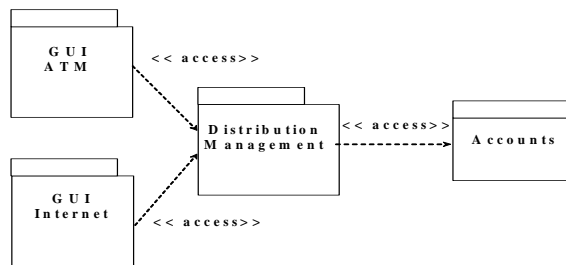 GUI
ATM
<< access>>
Distribution
Management
<< access>>
Accounts
GUI
Internet
<< access>>